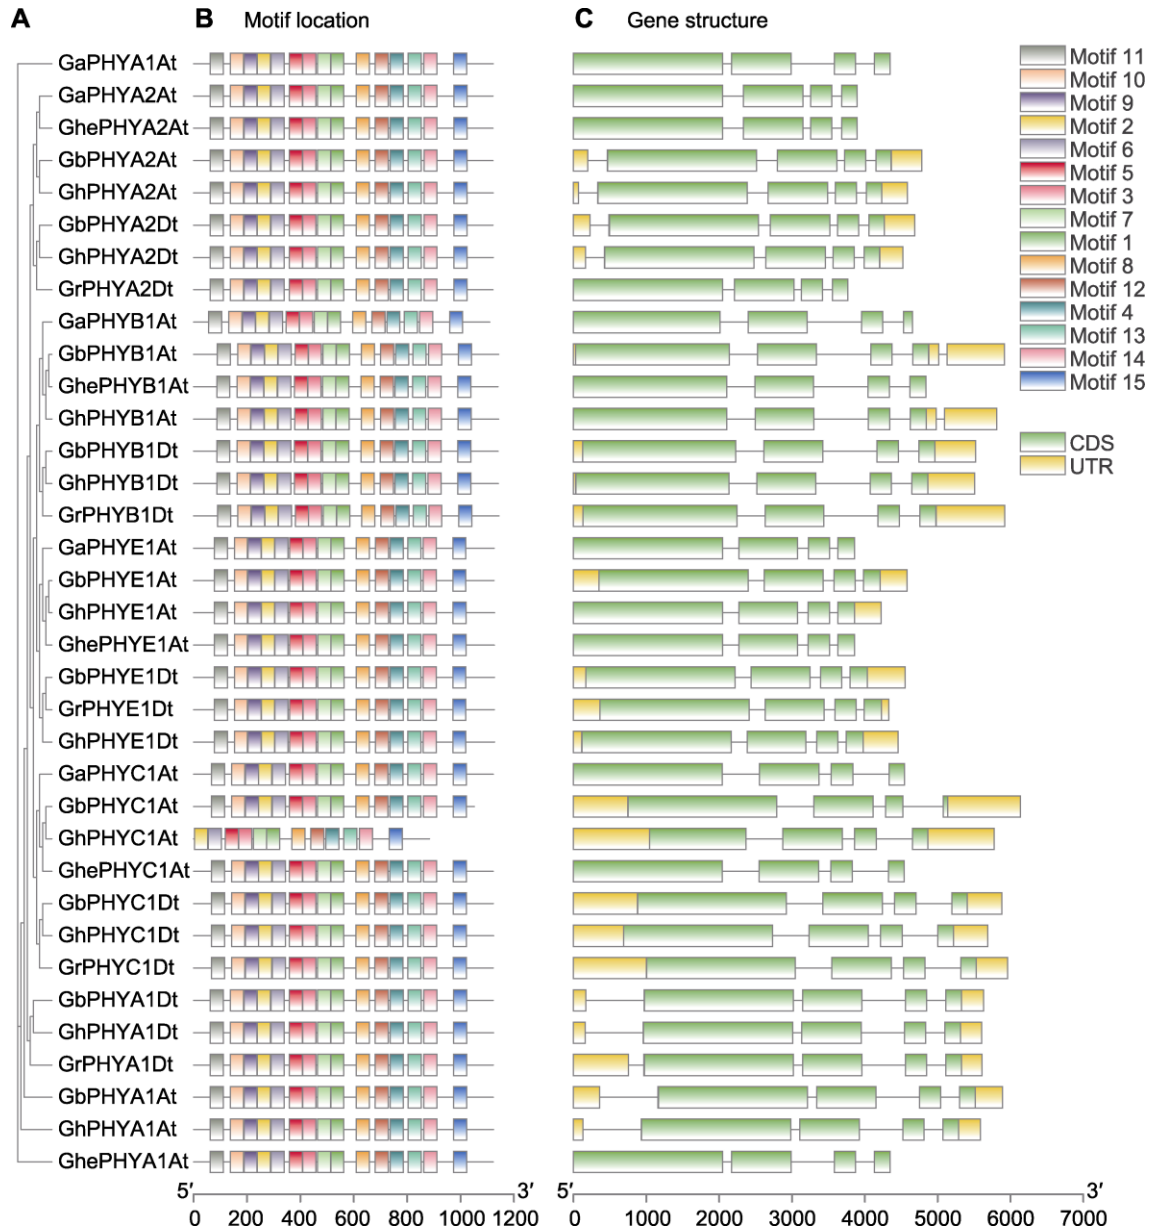 A B Motif location C Gene structure
GaPHYA1At
GaPHYA2At
GhePHYA2At
GbPHYA2At
GhPHYA2At
GbPHYA2Dt
GhPHYA2Dt
GrPHYA2Dt
GaPHYB1At
GbPHYB1At
GhePHYB1At
GhPHYB1At
GbPHYB1Dt
GhPHYB1Dt
GrPHYB1Dt
GaPHYE1At
GbPHYE1At
GhPHYE1At
GhePHYE1At
GbPHYE1Dt
GrPHYE1Dt
GhPHYE1Dt
GaPHYC1At
GbPHYC1At
GhPHYC1At
GhePHYC1At
GbPHYC1Dt
GhPHYC1Dt
GrPHYC1Dt
GbPHYA1Dt
GhPHYA1Dt
GrPHYA1Dt
GbPHYA1At
GhPHYA1At
GhePHYA1At
Motif 11
Motif 10
Motif 9
Motif 2
Motif 6
Motif 5
Motif 3
Motif 7
Motif 1
Motif 8
Motif 12
Motif 4
Motif 13
Motif 14
Motif 15
CDS
UTR
5′ 3′ 5′ 3′
0 200 400 600 800 1000 1200 0 1000 2000 3000 4000 5000 6000 7000